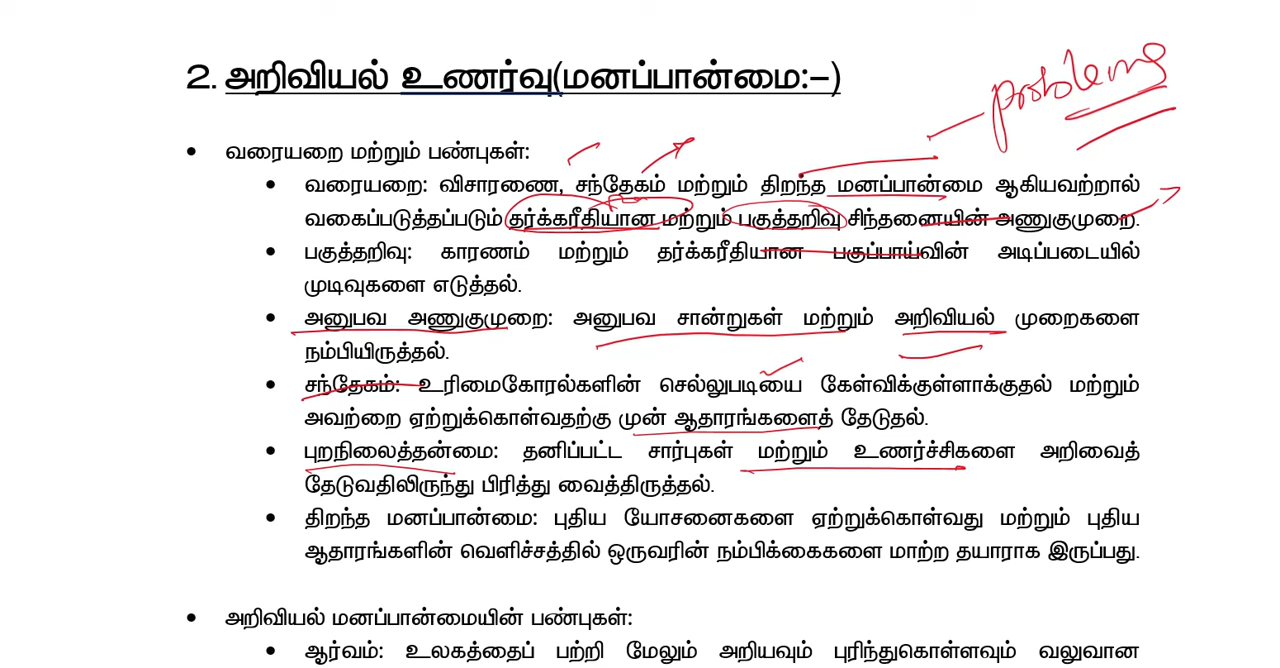 2. அறிவியல் உணர்வு(மனப்பான்மை:-)
problems
• வரையறை மற்றும் பண்புகள்:
• வரையறை: விசாரணை, சந்தேகம் மற்றும் திறந்த மனப்பான்மை ஆகியவற்றால்
வகைப்படுத்தப்படும் தர்க்கரீதியான மற்றும் பகுத்தறிவு சிந்தனையின் அணுகுமுறை.
• பகுத்தறிவு: காரணம் மற்றும் தர்க்கரீதியான பகுப்பாய்வின் அடிப்படையில்
முடிவுகளை எடுத்தல்.
• அனுபவ அணுகுமுறை: அனுபவ சான்றுகள் மற்றும் அறிவியல் முறைகளை
நம்பியிருத்தல்.
• சந்தேகம்: உரிமைகோரல்களின் செல்லுபடியை கேள்விக்குள்ளாக்குதல் மற்றும்
அவற்றை ஏற்றுக்கொள்வதற்கு முன் ஆதாரங்களைத் தேடுதல்.
• புறநிலைத்தன்மை: தனிப்பட்ட சார்புகள் மற்றும் உணர்ச்சிகளை அறிவைத்
தேடுவதிலிருந்து பிரித்து வைத்திருத்தல்.
• திறந்த மனப்பான்மை: புதிய யோசனைகளை ஏற்றுக்கொள்வது மற்றும் புதிய
ஆதாரங்களின் வெளிச்சத்தில் ஒருவரின் நம்பிக்கைகளை மாற்ற தயாராக இருப்பது.
• அறிவியல் மனப்பான்மையின் பண்புகள்:
• ஆர்வம்: உலகத்தைப் பற்றி மேலும் அறியவும் புரிந்துகொள்ளவும் வலுவான